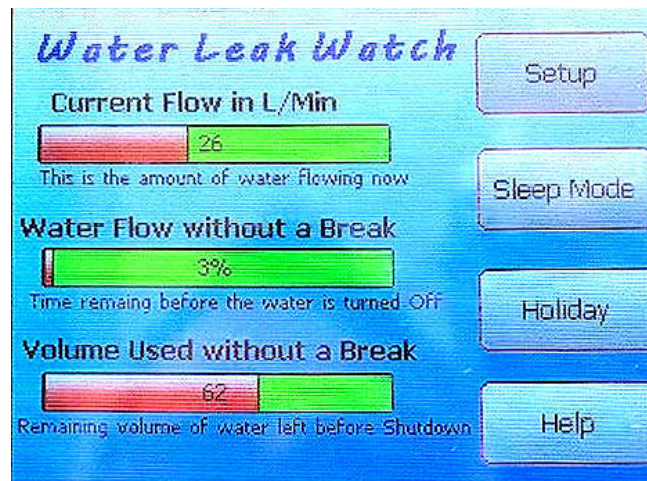 Water Leak Watch
Setup
Current Flow in L/Min
26
This is the amount of water flowing now
Sleep Mode
Water Flow without a Break
3%
Time remaing before the water is turned Off
Holiday
Volume Used without a Break
62
Remaining volume of water left before Shutdown
Help